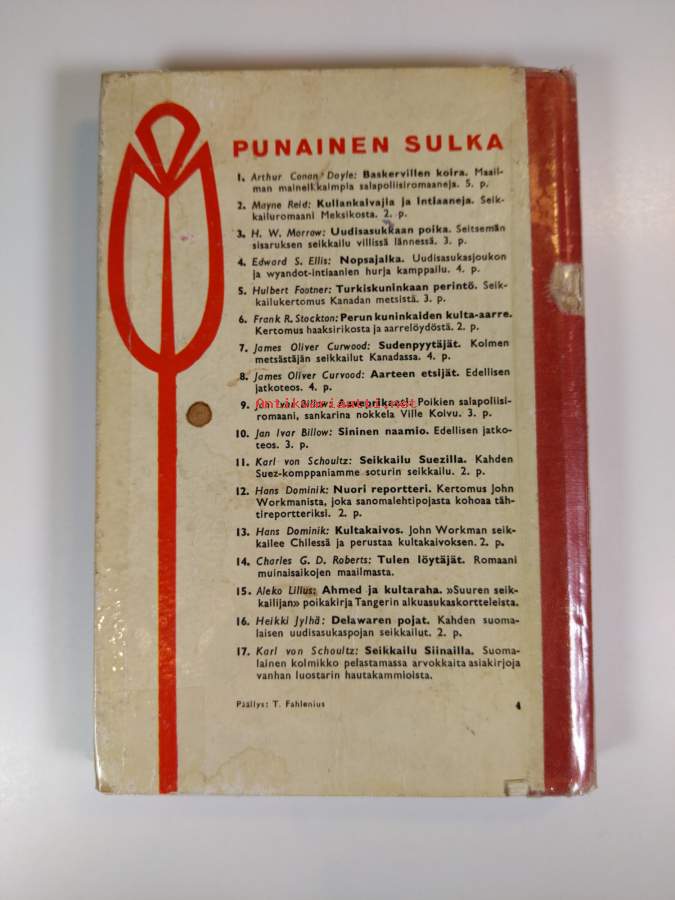 PUNAINEN SULKA
1. Arthur Conan Doyle: Baskervillen koira. Maail-
man maineikkaimpia salapoliisiromaaneja. 5. p.
2. Mayne Reid: Kullankaivajia ja intiaaneja. Seik-
kailuromaani Meksikosta. 2. p.
3. H. W. Morrow: Uudisasukkaan poika. Seitsemän
sisaruksen seikkailu villissä lännessä. 3. p.
4. Edward S. Ellis: Nopsajalka. Uudisasukasjoukon
ja wyandot-intiaanien hurja kamppailu. 4. p.
5. Hulbert Footner: Turkiskuninkaan perintö. Seik-
kailukertomus Kanadan metsistä. 3. p.
6. Frank R. Stockton: Perun kuninkaiden kulta-aarre.
Kertomus haaksirikosta ja aarrelöydöstä. 2. p.
7. James Oliver Curwood: Sudenpyytäjät. Kolmen
metsästäjän seikkailut Kanadassa. 4. p.
8. James Oliver Curvood: Aarteen etsijät. Edellisen
jatkoteos. 4. p.
Antikvariantti.net
9. Jan Ivar Billow: Aaveprikaati. Poikien salapoliisi-
romaani, sankarina nokkela Ville Koivu. 3. p.
10. Jan Ivar Billow: Sininen naamio. Edellisen jatko-
teos. 3. p.
11. Karl von Schoultz: Seikkailu Suezilla. Kahden
Suez-komppaniamme soturin seikkailu. 2. p.
12. Hans Dominik: Nuori reportteri. Kertomus John
Workmanista, joka sanomalehtipojasta kohoaa täh-
tireportteriksi. 2. p.
13. Hans Dominik: Kultakaivos. John Workman seik-
kailee Chilessä ja perustaa kultakaivoksen. 2. p.
14. Charles G. D. Roberts: Tulen löytäjät. Romaani
muinaisaikojen maailmasta.
15. Aleko Lilius: Ahmed ja kultaraha. »Suuren seik-
kailijan» poikakirja Tangerin alkuasukaskortteleista.
16. Heikki Jylhä: Delawaren pojat. Kahden suoma-
laisen uudisasukaspojan seikkailut. 2. p.
17. Karl von Schoultz: Seikkailu Siinailla. Suoma-
lainen kolmikko pelastamassa arvokkaita asiakirjoja
vanhan luostarin hautakammioista.
Päällys: T. Fahlenius 4